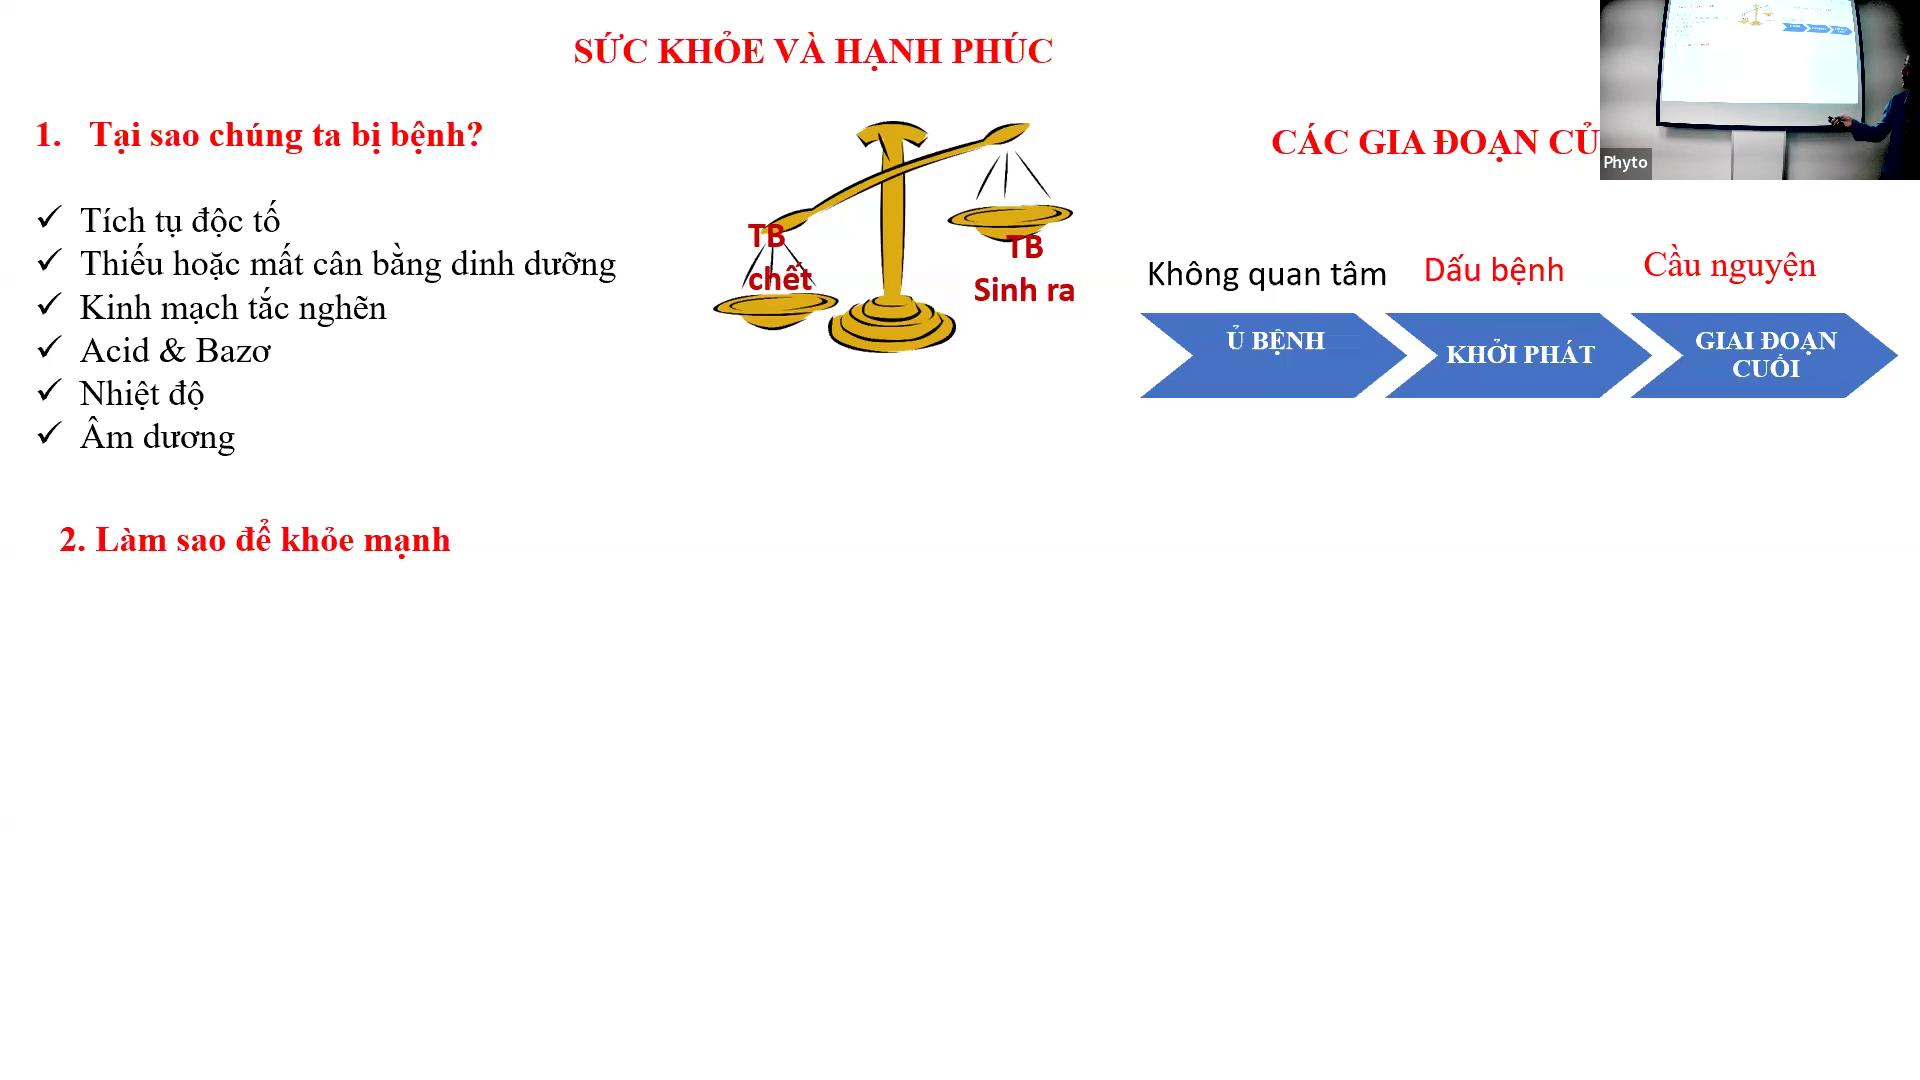 SỨC KHỎE VÀ HẠNH PHÚC
1. Tại sao chúng ta bị bệnh?
Tích tụ độc tố
Thiếu hoặc mất cân bằng dinh dưỡng
Kinh mạch tắc nghẽn
Acid & Bazơ
Nhiệt độ
Âm dương
2. Làm sao để khỏe mạnh
TB
chết
TB
Sinh ra
CÁC GIA ĐOẠN CỦ
Không quan tâm
Dấu bệnh
Cầu nguyện
Ủ BỆNH
KHỞI PHÁT
GIAI ĐOẠN
CUỐI
Phyto